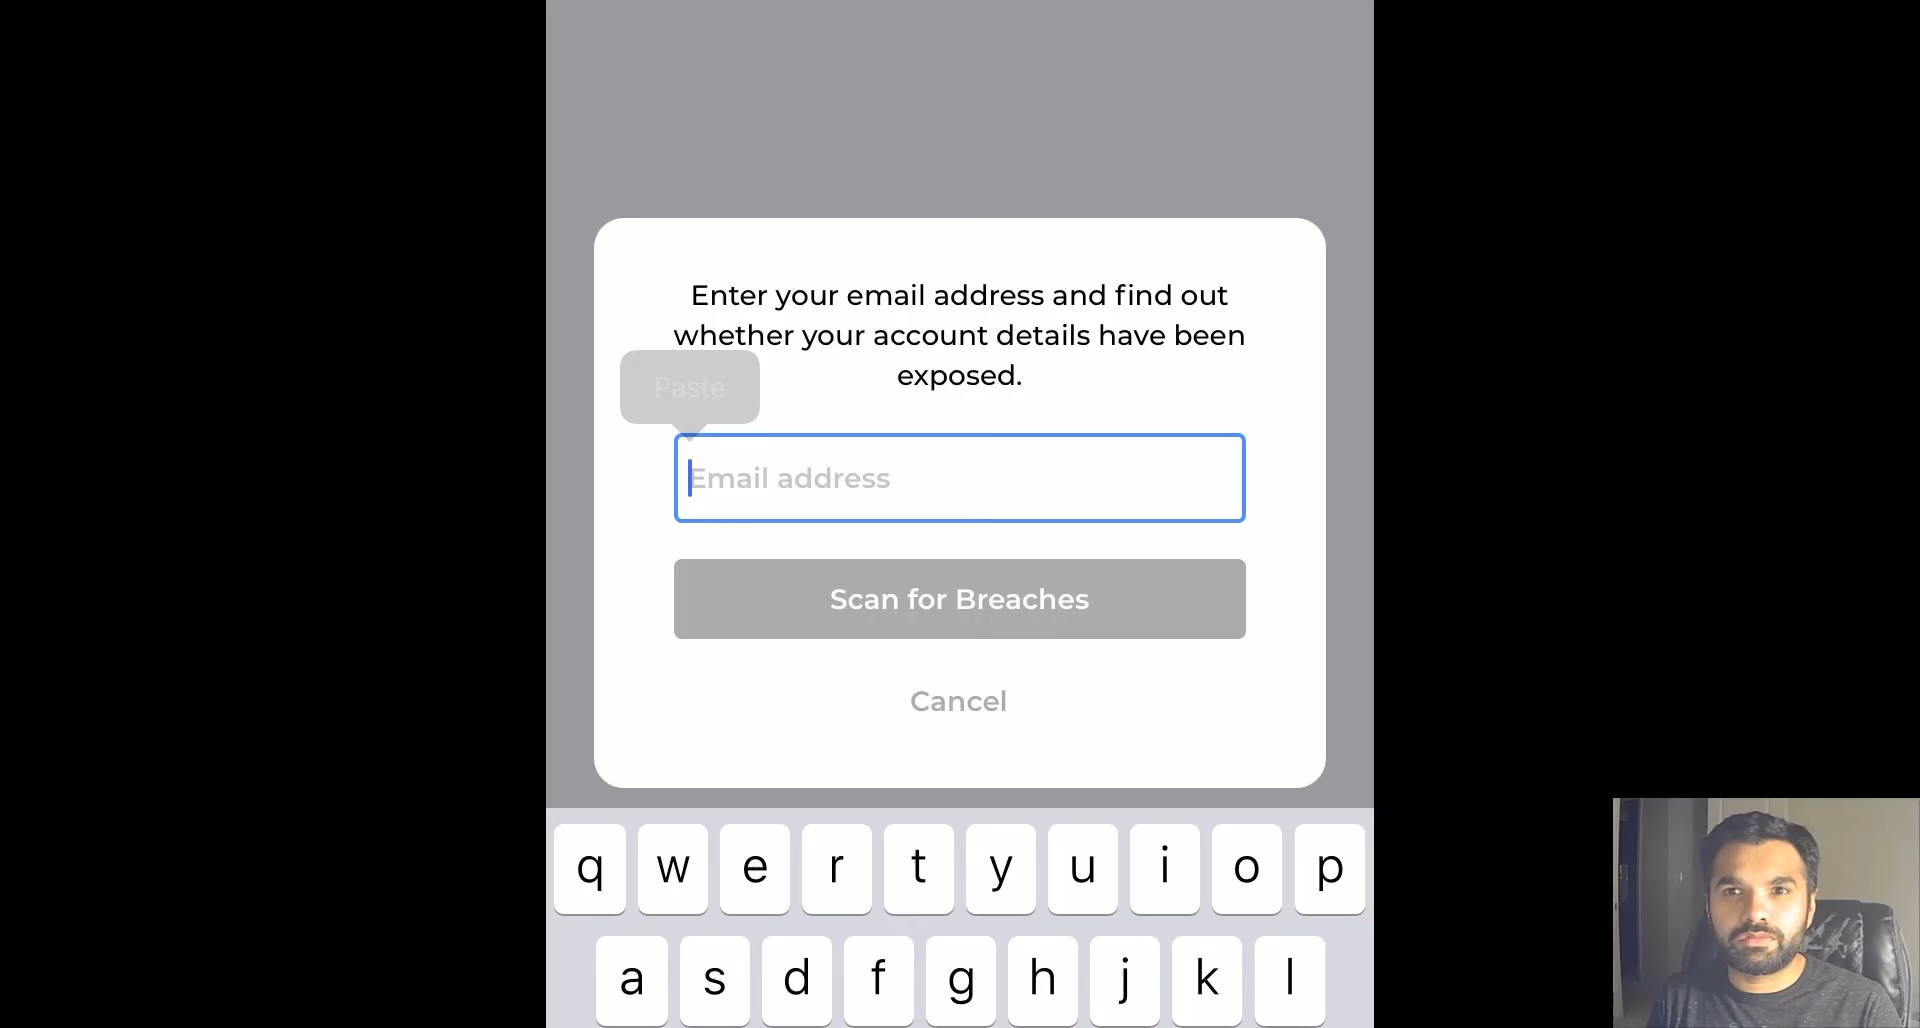 Enter your email address and find out
whether your account details have been
exposed.
Paste
Email address
Scan for Breaches
Cancel
q w e r t y u i o p
a s d f g h j k l